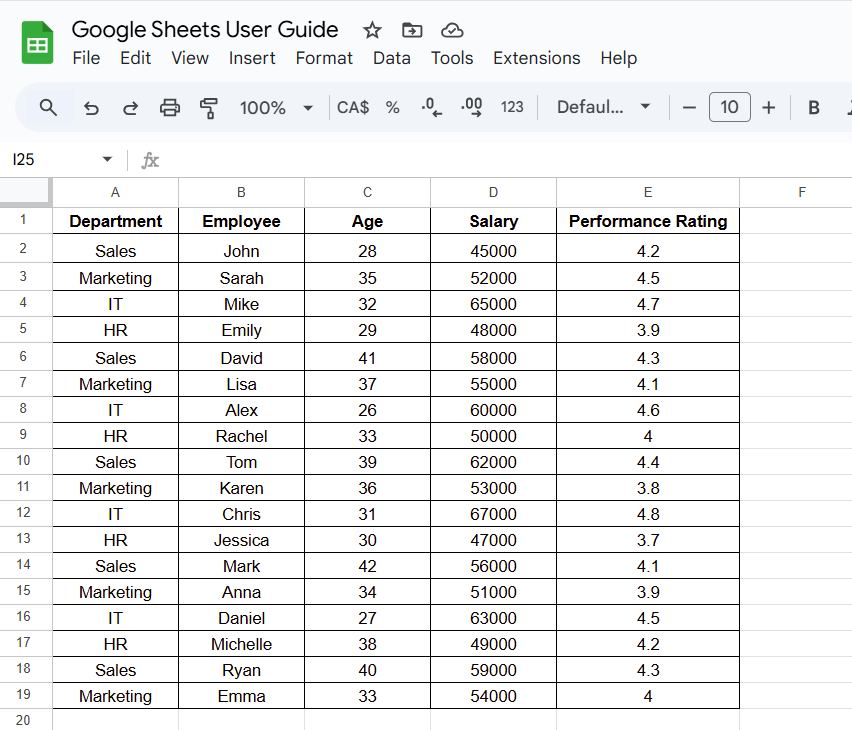 Google Sheets User Guide
File Edit View Insert Format Data Tools Extensions Help
100% CA$ % .0 .00 123 Defaul... − 10 + B
I25 fx
A B C D E F
1 Department Employee Age Salary Performance Rating
2 Sales John 28 45000 4.2
3 Marketing Sarah 35 52000 4.5
4 IT Mike 32 65000 4.7
5 HR Emily 29 48000 3.9
6 Sales David 41 58000 4.3
7 Marketing Lisa 37 55000 4.1
8 IT Alex 26 60000 4.6
9 HR Rachel 33 50000 4
10 Sales Tom 39 62000 4.4
11 Marketing Karen 36 53000 3.8
12 IT Chris 31 67000 4.8
13 HR Jessica 30 47000 3.7
14 Sales Mark 42 56000 4.1
15 Marketing Anna 34 51000 3.9
16 IT Daniel 27 63000 4.5
17 HR Michelle 38 49000 4.2
18 Sales Ryan 40 59000 4.3
19 Marketing Emma 33 54000 4
20